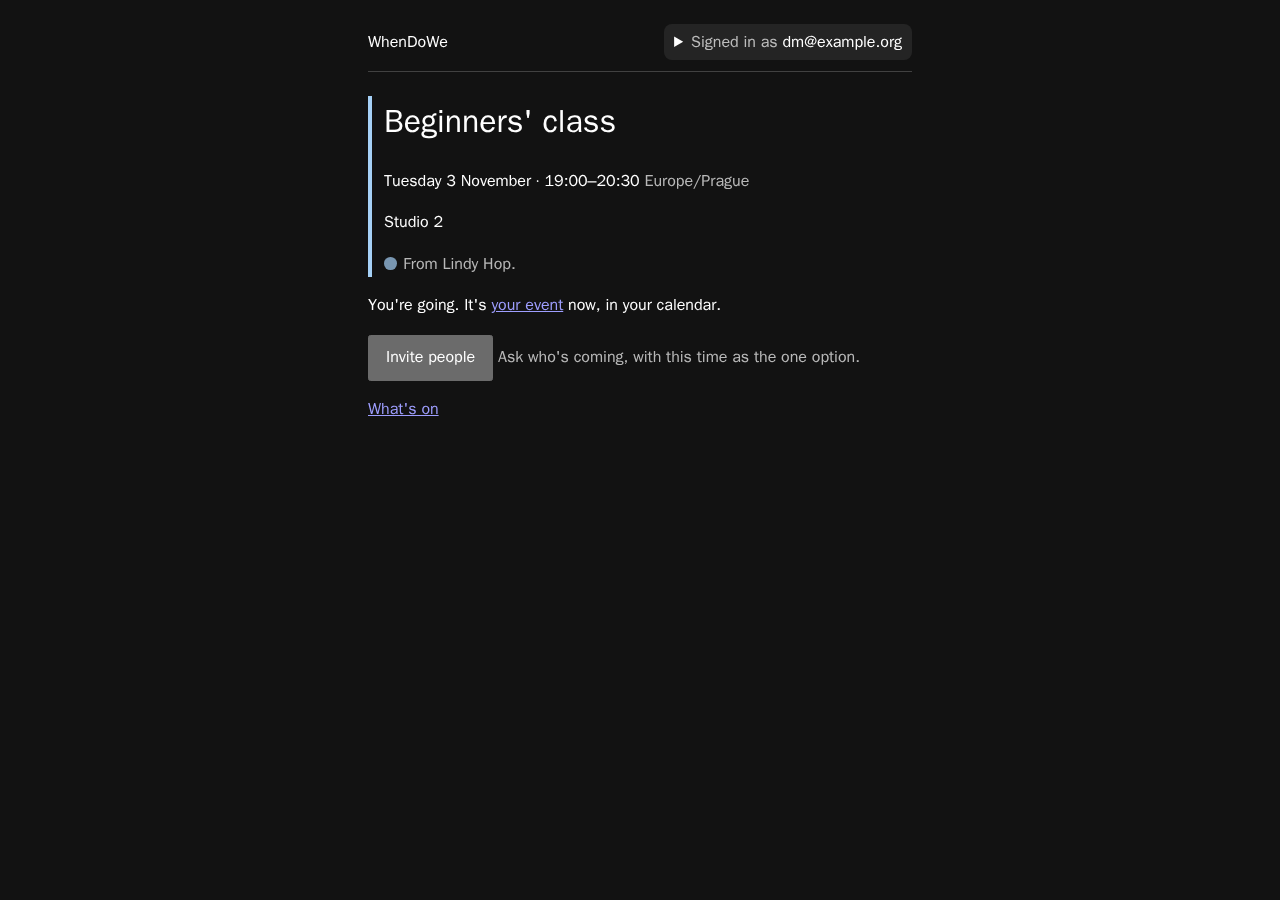 WhenDoWe
Signed in as dm@example.org
Beginners' class
Tuesday 3 November · 19:00–20:30 Europe/Prague
Studio 2
From Lindy Hop.
You're going. It's your event now, in your calendar.
Invite people Ask who's coming, with this time as the one option.
What's on